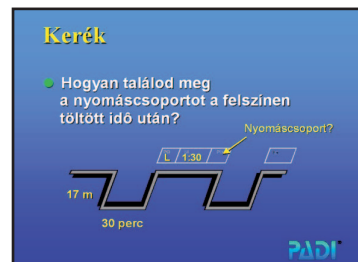 Kerék
Hogyan találod meg
a nyomáscsoportot a felszínen
töltött idő után?
Nyomáscsoport?
L 1:30
17 m
30 perc
PADI